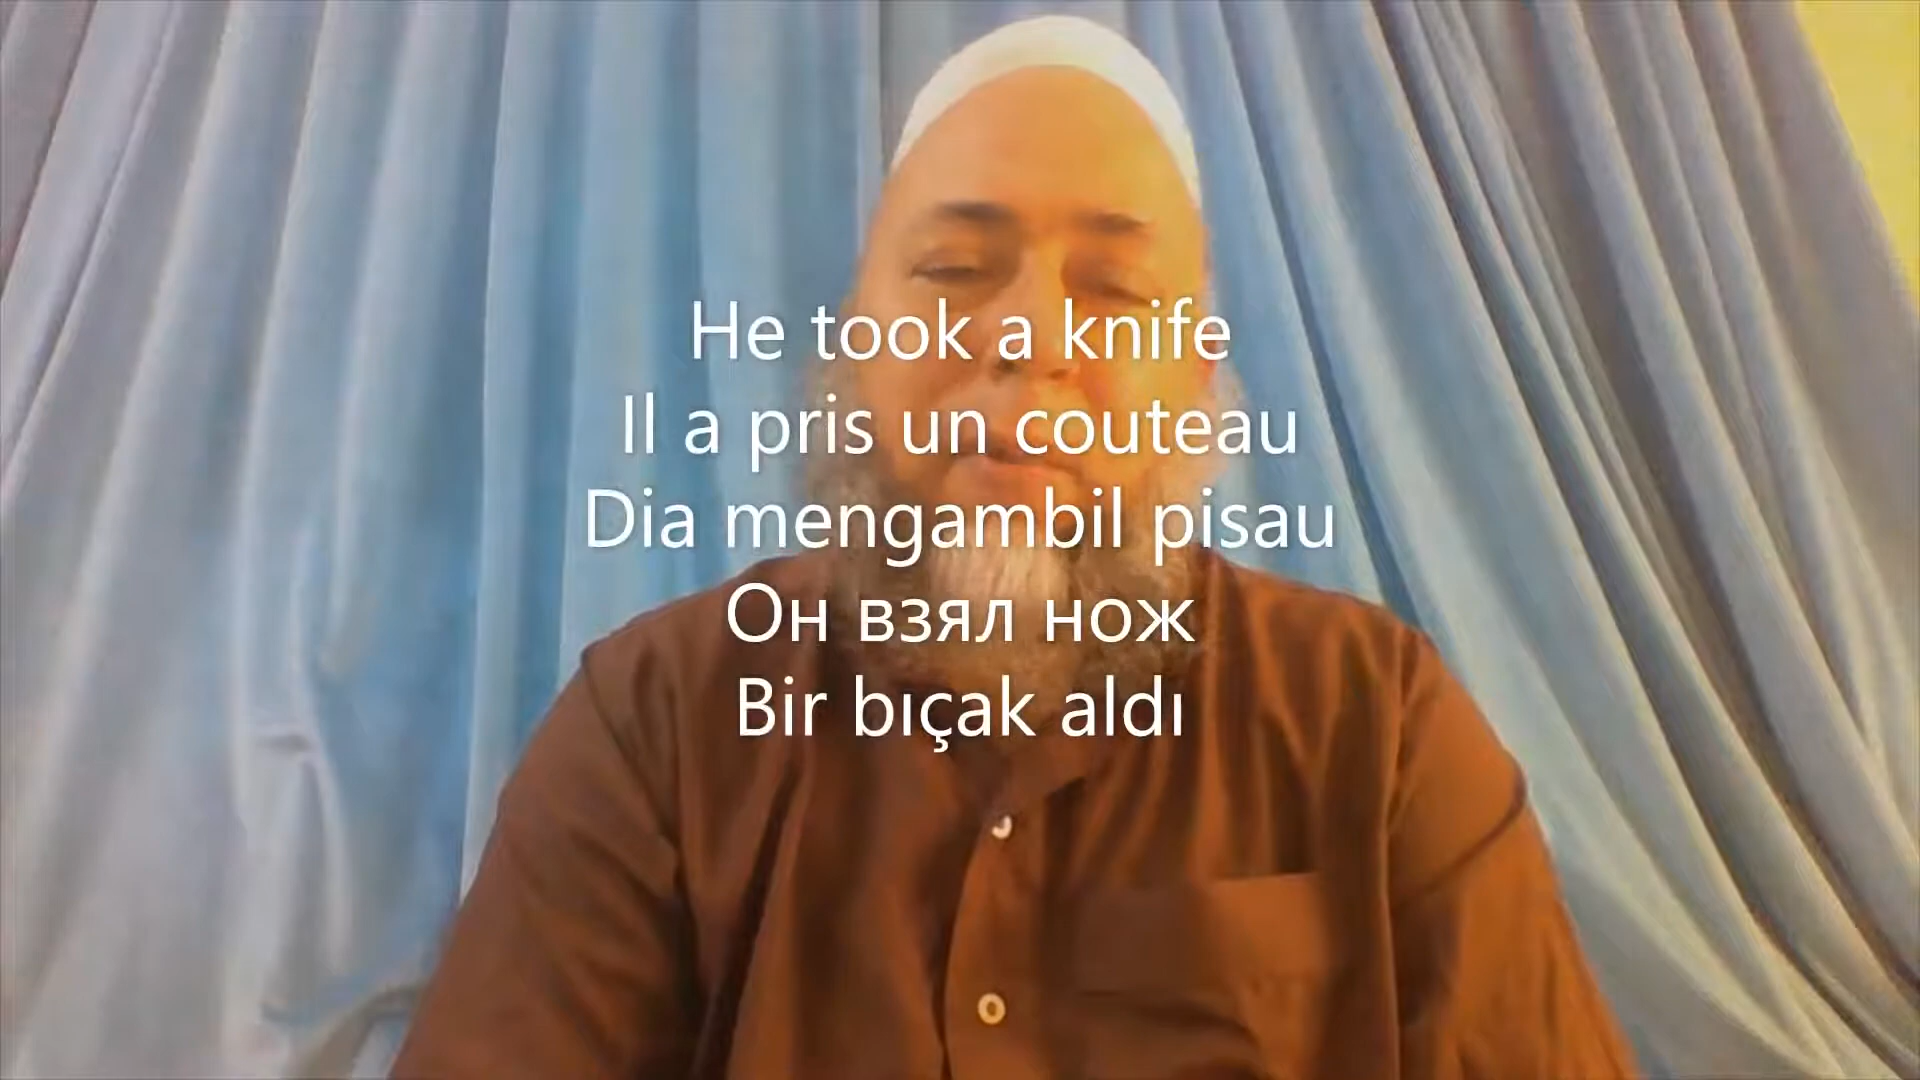 He took a knife
Il a pris un couteau
Dia mengambil pisau
Он взял нож
Bir bıçak aldı